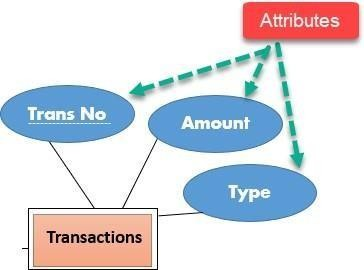 Attributes
Trans No
Amount
Type
Transactions